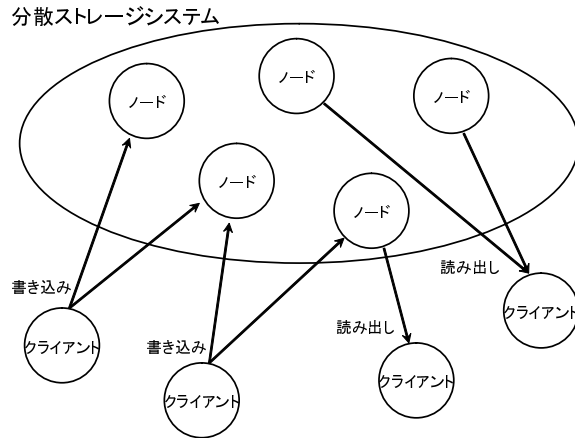 分散ストレージシステム
ノード
ノード
ノード
ノード
ノード
書き込み
書き込み
読み出し
読み出し
クライアント
クライアント
クライアント
クライアント